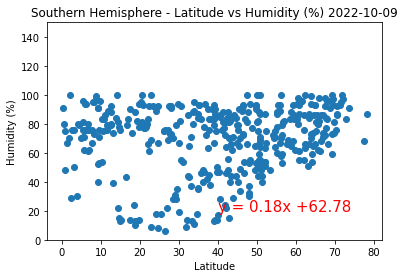 Southern Hemisphere - Latitude vs Humidity (%) 2022-10-09
140
120
100
80
60
40
20
0
Humidity (%)
y = 0.18x +62.78
0 10 20 30 40 50 60 70 80
Latitude